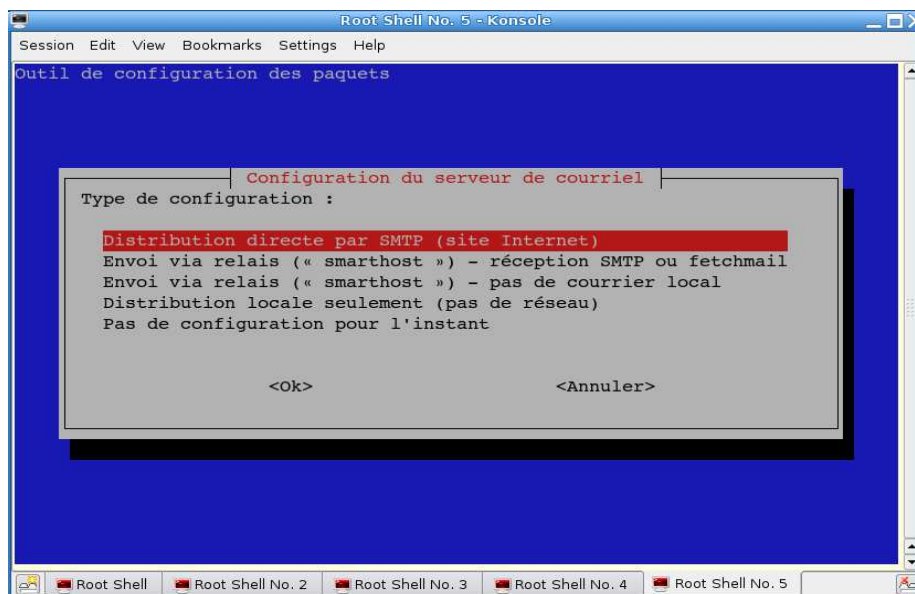 Root Shell No. 5 - Konsole
Session Edit View Bookmarks Settings Help
Outil de configuration des paquets
Configuration du serveur de courriel
Type de configuration :
Distribution directe par SMTP (site Internet)
Envoi via relais (« smarthost ») - réception SMTP ou fetchmail
Envoi via relais (« smarthost ») - pas de courrier local
Distribution locale seulement (pas de réseau)
Pas de configuration pour l'instant
<Ok> <Annuler>
Root Shell Root Shell No. 2 Root Shell No. 3 Root Shell No. 4 Root Shell No. 5